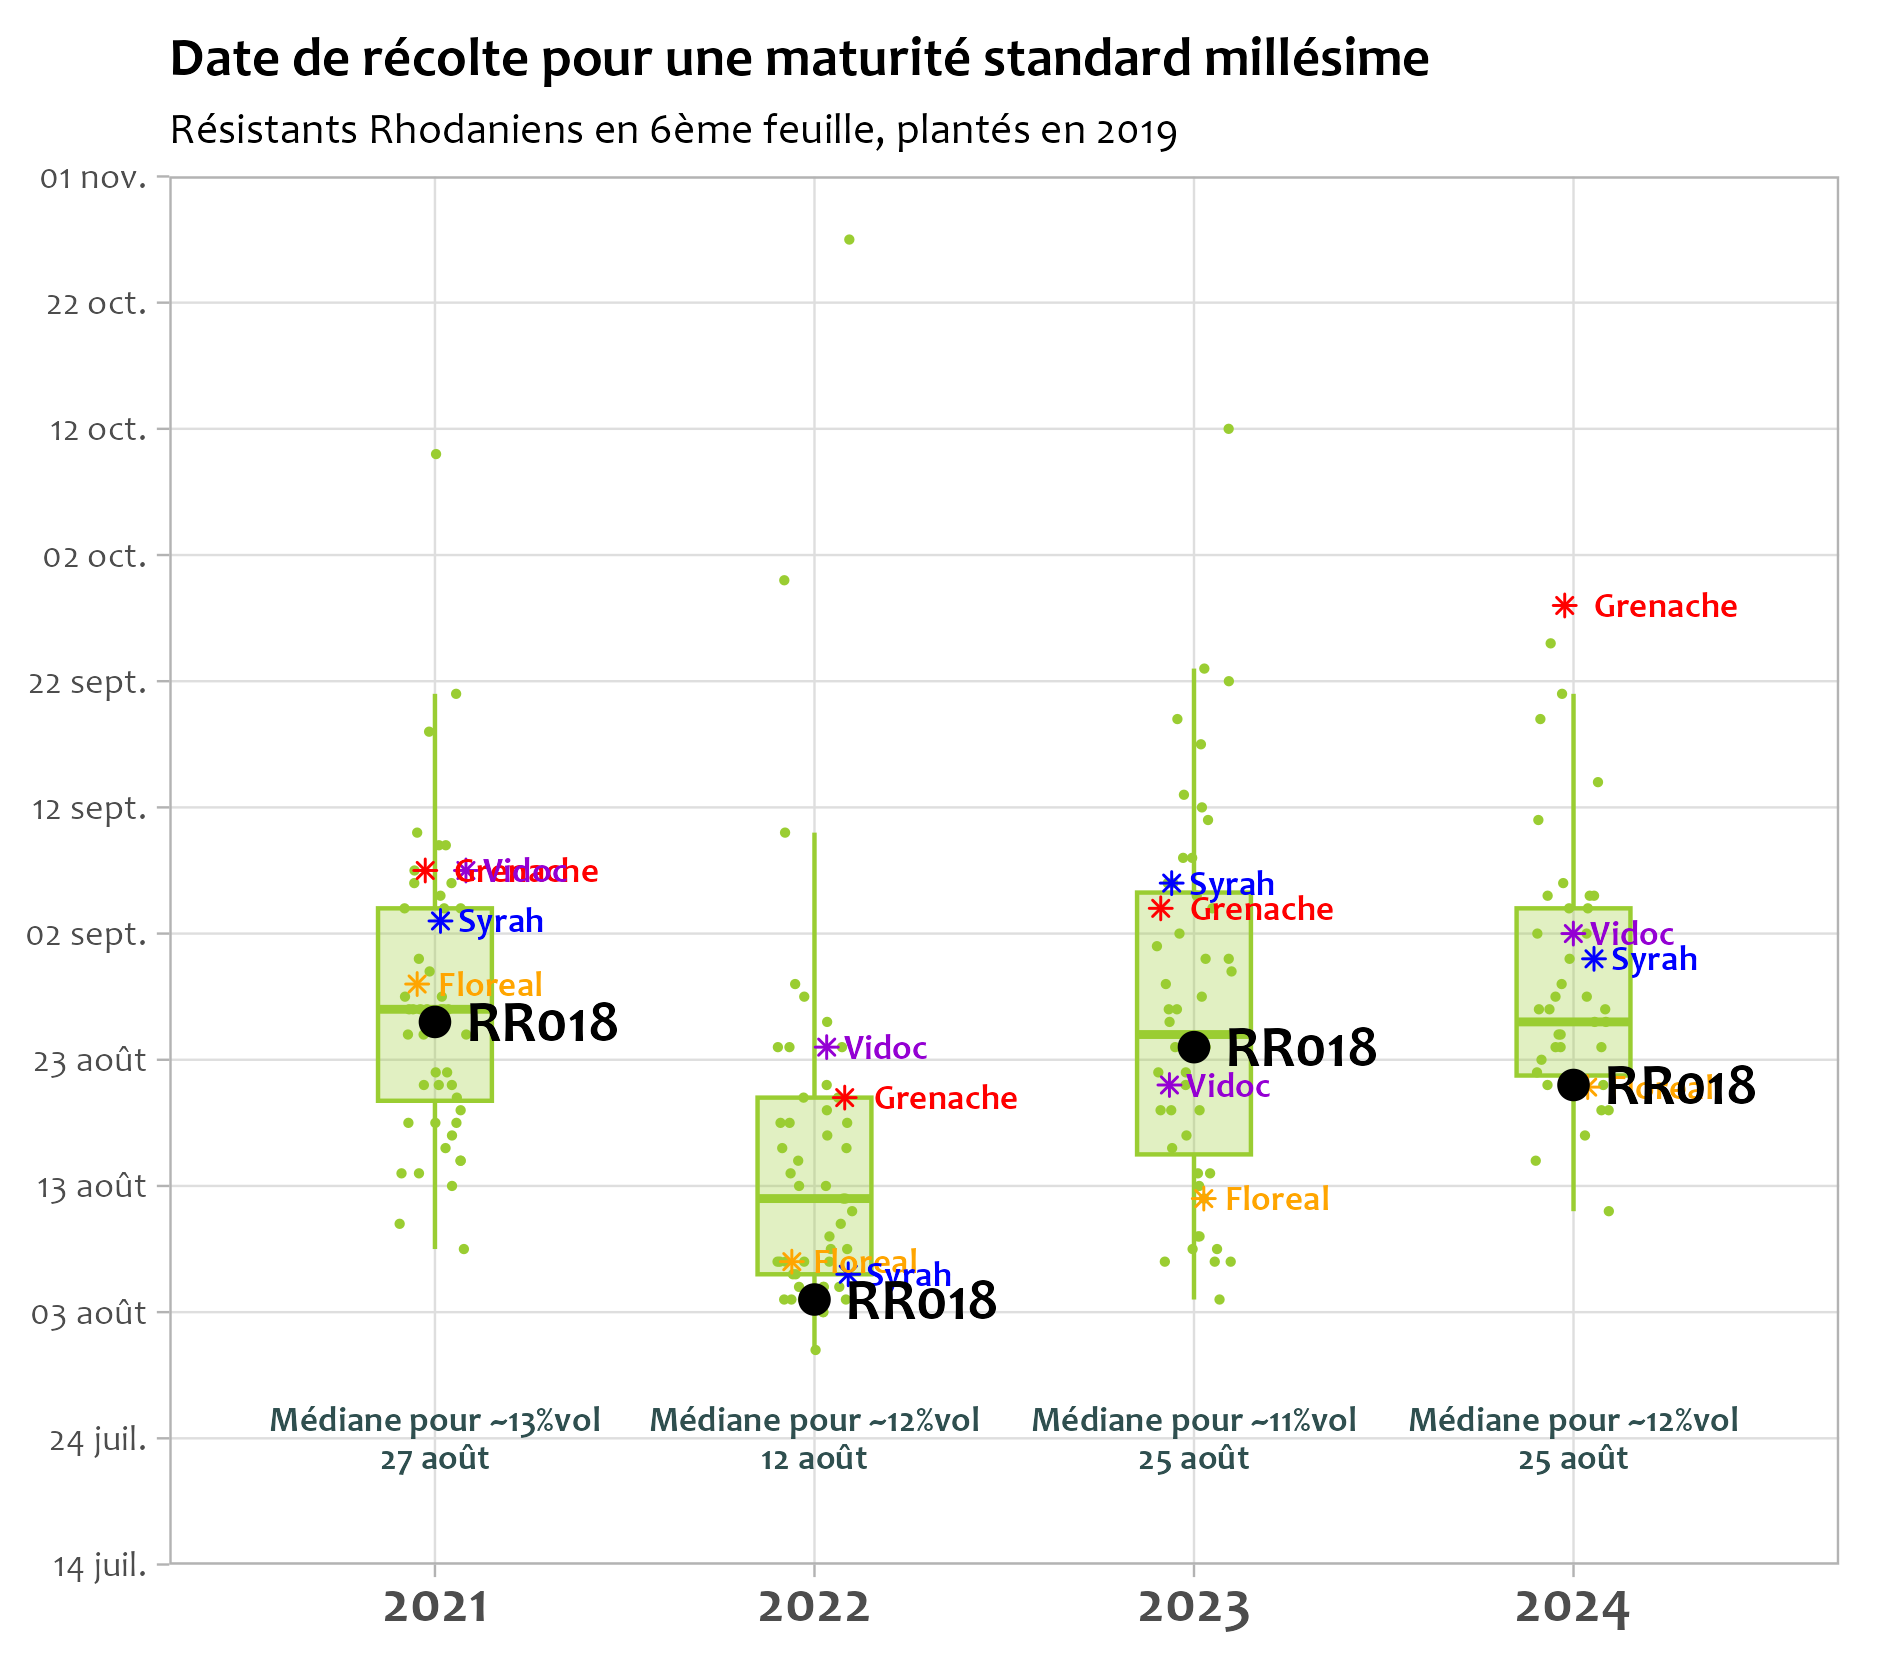 Date de récolte pour une maturité standard millésime
Résistants Rhodaniens en 6ème feuille, plantés en 2019
01 nov.
22 oct.
12 oct.
02 oct.
22 sept.
12 sept.
02 sept.
23 août
13 août
03 août
24 juil.
14 juil.
Grenache
Vidoc
Syrah
Floreal
RR018
Vidoc
Grenache
Floreal
Syrah
RR018
Syrah
Grenache
RR018
Vidoc
Floreal
Grenache
Vidoc
Syrah
Floreal
RR018
Médiane pour ~13%vol
27 août
Médiane pour ~12%vol
12 août
Médiane pour ~11%vol
25 août
Médiane pour ~12%vol
25 août
2021
2022
2023
2024